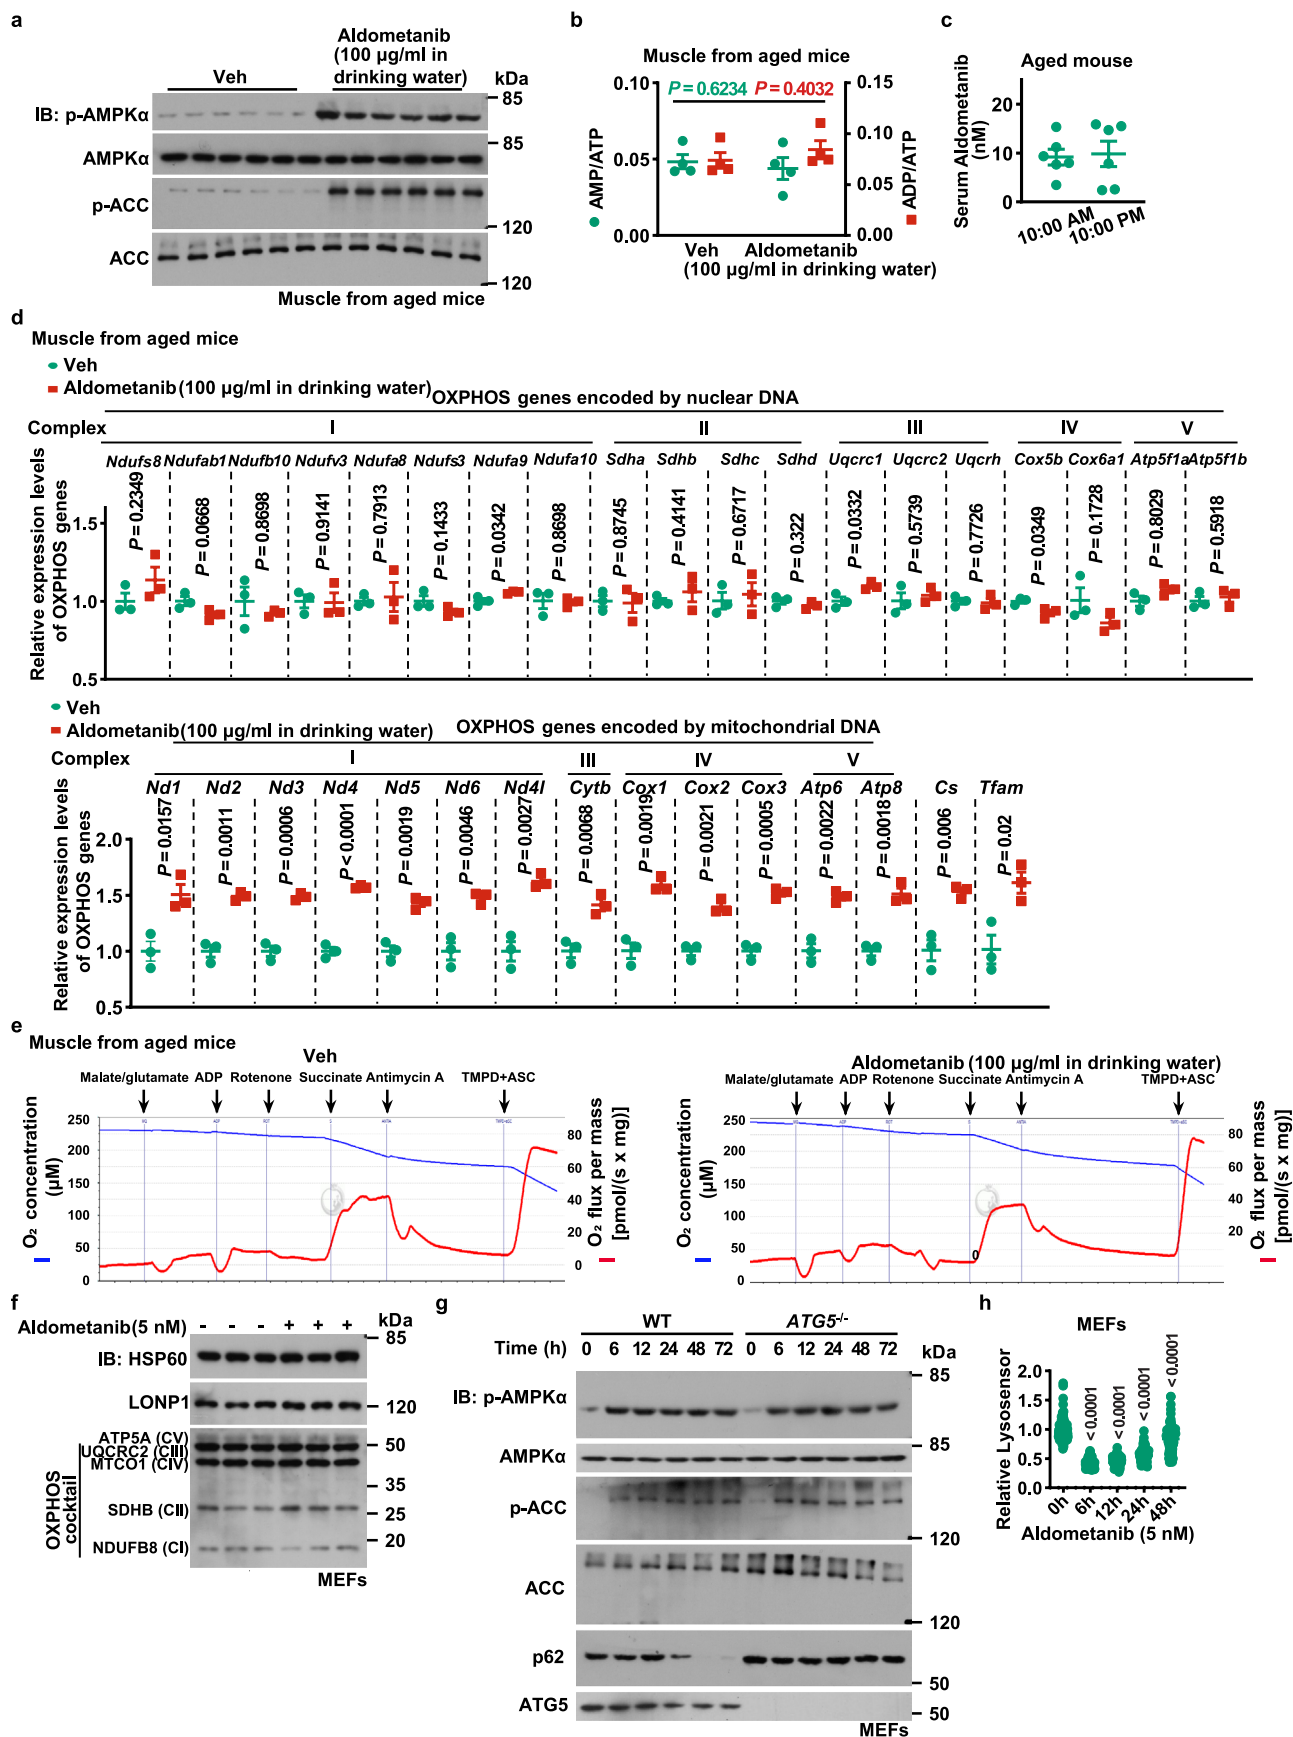 a
Aldometanib
(100 µg/ml in
drinking water)
Veh
kDa
IB: p-AMPKα
85
AMPKα
85
p-ACC
120
ACC
120
Muscle from aged mice
b
Muscle from aged mice
0.10
0.05
0.00
AMP/ATP
P = 0.6234
P = 0.4032
0.15
0.10
0.05
0.00
ADP/ATP
Veh
Aldometanib
(100 µg/ml in drinking water)
c
Aged mouse
Serum Aldometanib
(nM)
20
10
0
10:00 AM
10:00 PM
d
Muscle from aged mice
Veh
Aldometanib (100 µg/ml in drinking water)
OXPHOS genes encoded by nuclear DNA
Complex I II III IV V
Ndufs8 Ndufab1 Ndufb10 Ndufv3 Ndufa8 Ndufs3 Ndufa9 Ndufa10 Sdha Sdhb Sdhc Sdhd Uqcrc1 Uqcrc2 Uqcrh Cox5b Cox6a1 Atp5f1a Atp5f1b
P = 0.2349 P = 0.0668 P = 0.8698 P = 0.9141 P = 0.7913 P = 0.1433 P = 0.0342 P = 0.8698 P = 0.8745 P = 0.4141 P = 0.6717 P = 0.322 P = 0.0332 P = 0.5739 P = 0.7726 P = 0.0349 P = 0.1728 P = 0.8029 P = 0.5918
Relative expression levels
of OXPHOS genes
1.5
1.0
0.5
Veh
Aldometanib (100 µg/ml in drinking water)
OXPHOS genes encoded by mitochondrial DNA
Complex I III IV V
Nd1 Nd2 Nd3 Nd4 Nd5 Nd6 Nd4l Cytb Cox1 Cox2 Cox3 Atp6 Atp8 Cs Tfam
P = 0.0157 P = 0.0011 P = 0.0006 P < 0.0001 P = 0.0019 P = 0.0046 P = 0.0027 P = 0.0068 P = 0.0019 P = 0.0021 P = 0.0005 P = 0.0022 P = 0.0018 P = 0.006 P = 0.02
Relative expression levels
of OXPHOS genes
2.0
1.5
1.0
0.5
e
Muscle from aged mice
Veh
Malate/glutamate ADP Rotenone Succinate Antimycin A TMPD+ASC
O₂ concentration
(µM)
250
200
150
100
50
0
80
60
40
20
0
O₂ flux per mass
[pmol/(s x mg)]
Aldometanib (100 µg/ml in drinking water)
Malate/glutamate ADP Rotenone Succinate Antimycin A TMPD+ASC
O₂ concentration
(µM)
250
200
150
100
50
0
0
80
60
40
20
0
O₂ flux per mass
[pmol/(s x mg)]
f
Aldometanib (5 nM) - - - + + +
kDa
85
IB: HSP60
LONP1
120
ATP5A (CV)
UQCRC2 (CIII)
MTCO1 (CIV)
SDHB (CII)
NDUFB8 (CI)
OXPHOS
cocktail
50
35
25
20
MEFs
g
WT ATG5-/-
Time (h) 0 6 12 24 48 72 0 6 12 24 48 72 kDa
IB: p-AMPKα
85
AMPKα
85
p-ACC
120
ACC
120
p62
50
ATG5
50
MEFs
h
MEFs
Relative Lysosensor
2.0
1.5
1.0
0.5
0.0
< 0.0001 < 0.0001 < 0.0001 < 0.0001
0h 6h 12h 24h 48h
Aldometanib (5 nM)